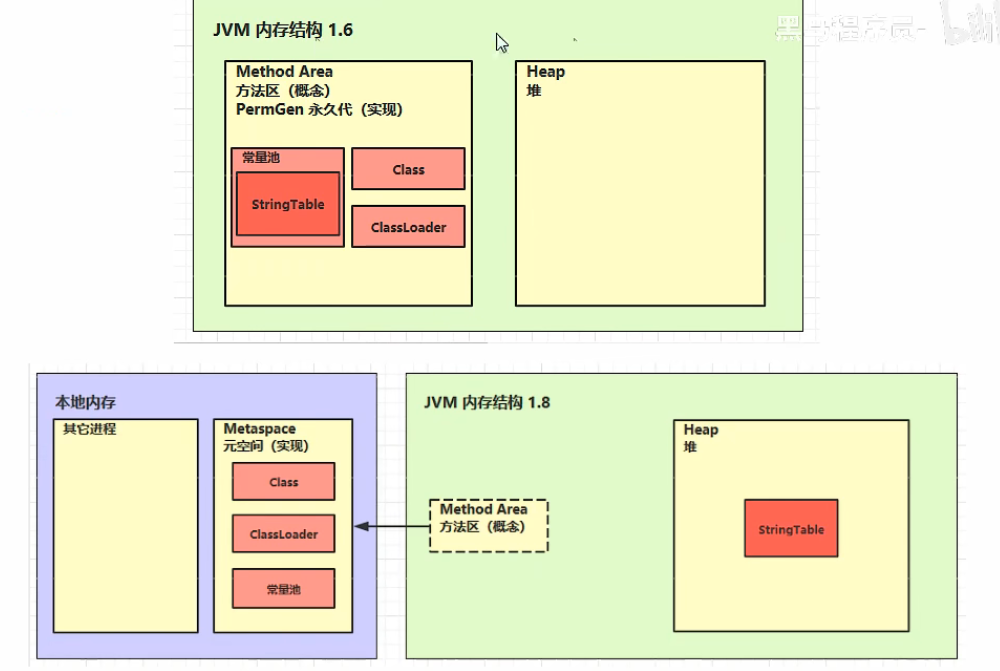 黑马程序员-
JVM 内存结构 1.6
Method Area
方法区（概念）
PermGen 永久代（实现）
常量池
StringTable
Class
ClassLoader
Heap
堆
本地内存
其它进程
Metaspace
元空间（实现）
Class
ClassLoader
常量池
JVM 内存结构 1.8
Method Area
方法区（概念）
Heap
堆
StringTable